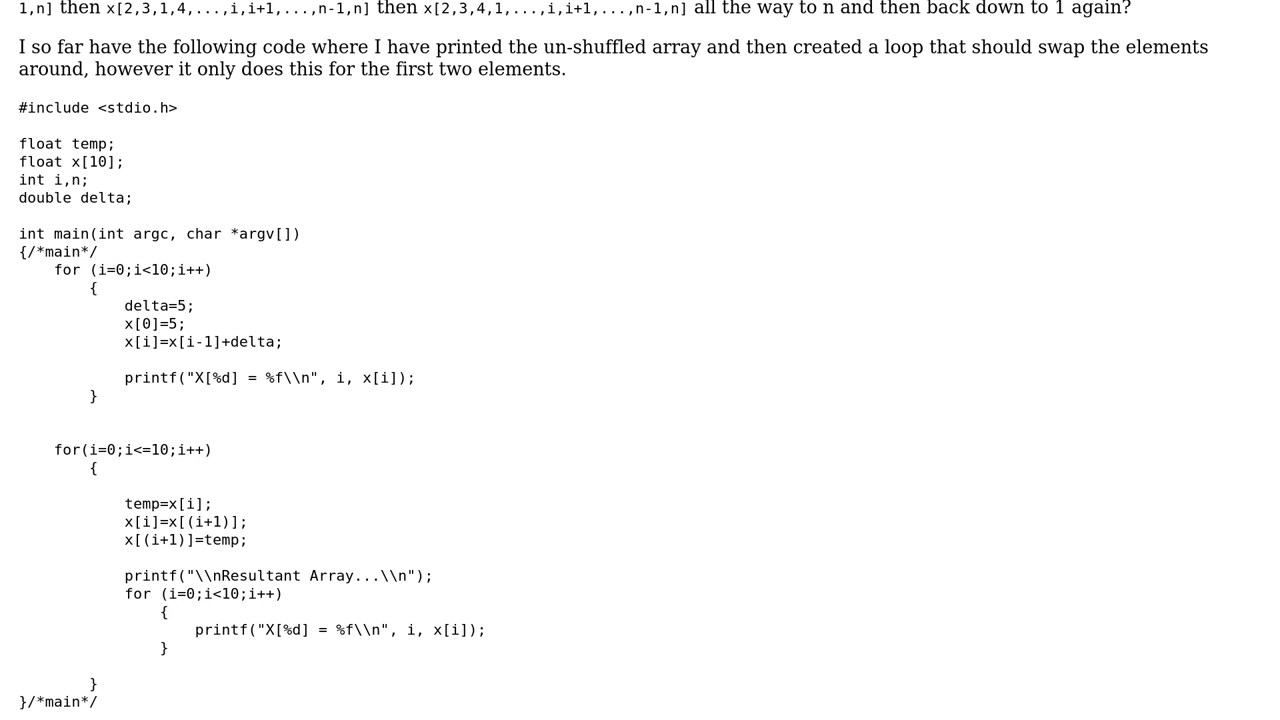 1,n] then x[2,3,1,4,...,i,i+1,...,n-1,n] then x[2,3,4,1,...,i,i+1,...,n-1,n] all the way to n and then back down to 1 again?
I so far have the following code where I have printed the un-shuffled array and then created a loop that should swap the elements
around, however it only does this for the first two elements.
#include <stdio.h>
float temp;
float x[10];
int i,n;
double delta;
int main(int argc, char *argv[])
{/*main*/
    for (i=0;i<10;i++)
        {
            delta=5;
            x[0]=5;
            x[i]=x[i-1]+delta;
            printf("X[%d] = %f\\n", i, x[i]);
        }
    for(i=0;i<=10;i++)
        {
            temp=x[i];
            x[i]=x[(i+1)];
            x[(i+1)]=temp;
            printf("\\nResultant Array...\\n");
            for (i=0;i<10;i++)
                {
                    printf("X[%d] = %f\\n", i, x[i]);
                }
        }
}/*main*/